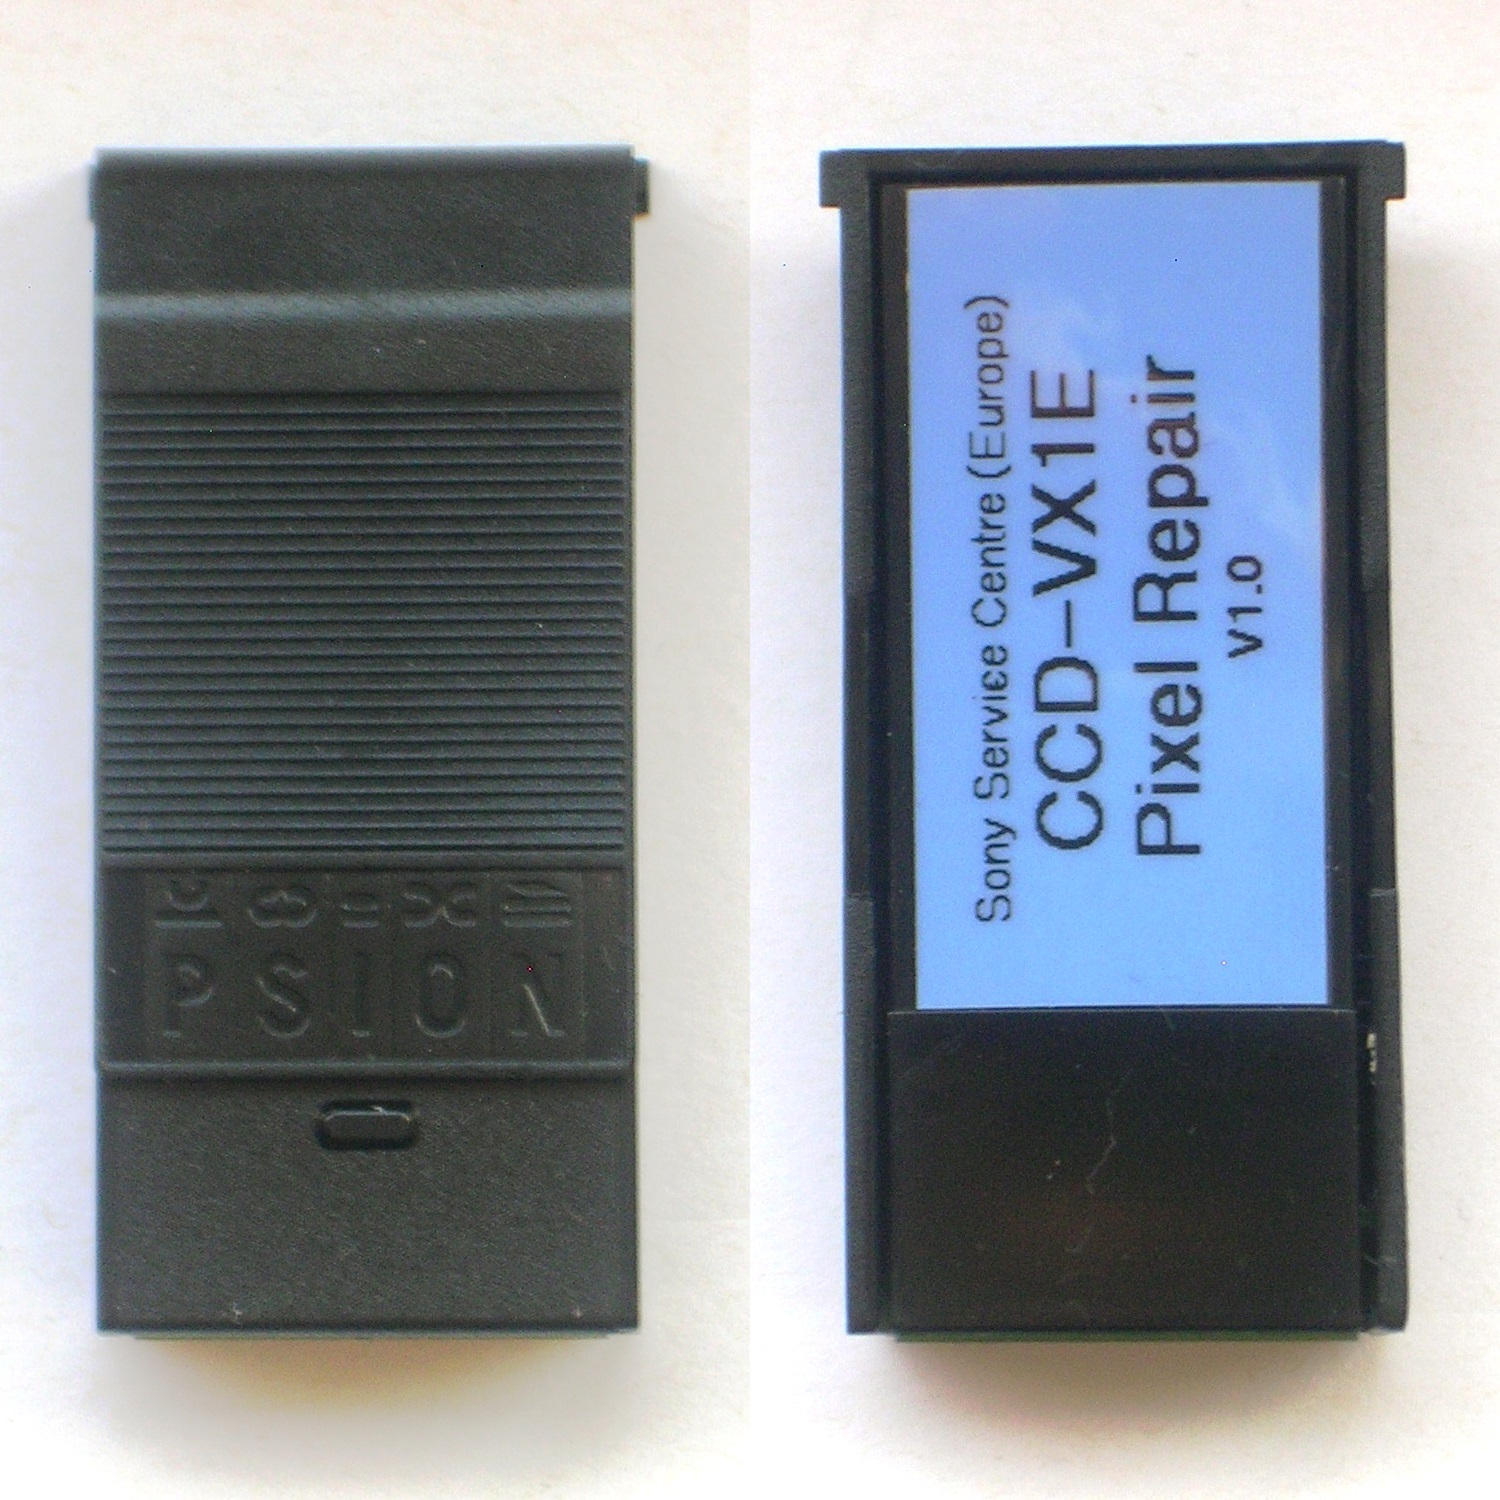 PSION
Sony Service Centre (Europe)
CCD-VX1E
Pixel Repair
V1.0